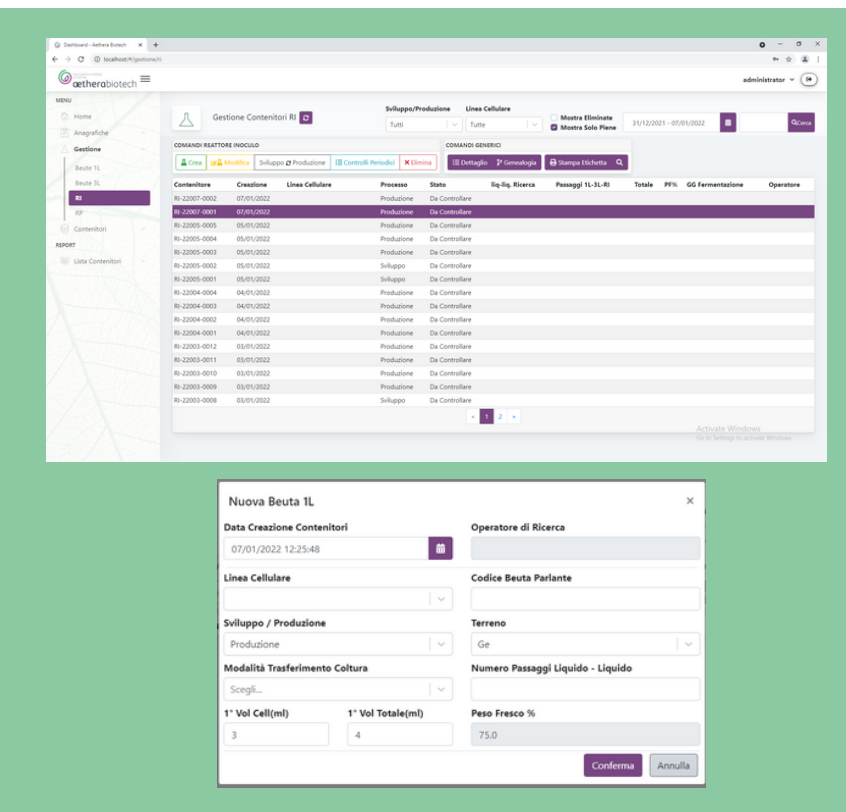 Dashboard - Aethera Biotech × +
localhost/#/gestione/ri
œtherabiotech administrator
MENU
Home
Anagrafiche
Gestione
Beute 1L
Beute 3L
RI
RF
Contenitori
REPORT
Lista Contenitori
Gestione Contenitori RI
Sviluppo/Produzione
Tutti
Linea Cellulare
Tutte
Mostra Eliminate
Mostra Solo Piene
31/12/2021 - 07/01/2022
Cerca
COMANDI REATTORE INOCULO
Crea Modifica Sviluppo Produzione Controlli Periodici Elimina
COMANDI GENERICI
Dettaglio Genealogia Stampa Etichetta
Contenitore Creazione Linea Cellulare Processo Stato liq-liq. Ricerca Passaggi 1L-3L-RI Totale PF% GG Fermentazione Operatore
RI-22007-0002 07/01/2022 Produzione Da Controllare
RI-22007-0001 07/01/2022 Produzione Da Controllare
RI-22005-0005 05/01/2022 Produzione Da Controllare
RI-22005-0004 05/01/2022 Produzione Da Controllare
RI-22005-0003 05/01/2022 Produzione Da Controllare
RI-22005-0002 05/01/2022 Sviluppo Da Controllare
RI-22005-0001 05/01/2022 Sviluppo Da Controllare
RI-22004-0004 04/01/2022 Produzione Da Controllare
RI-22004-0003 04/01/2022 Produzione Da Controllare
RI-22004-0002 04/01/2022 Produzione Da Controllare
RI-22004-0001 04/01/2022 Produzione Da Controllare
RI-22003-0012 03/01/2022 Produzione Da Controllare
RI-22003-0011 03/01/2022 Produzione Da Controllare
RI-22003-0010 03/01/2022 Produzione Da Controllare
RI-22003-0009 03/01/2022 Produzione Da Controllare
RI-22003-0008 03/01/2022 Sviluppo Da Controllare
« 1 2 »
Activate Windows
Go to Settings to activate Windows.
Nuova Beuta 1L ×
Data Creazione Contenitori Operatore di Ricerca
07/01/2022 12:25:48
Linea Cellulare Codice Beuta Parlante
Sviluppo / Produzione Terreno
Produzione Ge
Modalità Trasferimento Coltura Numero Passaggi Liquido - Liquido
Scegli...
1° Vol Cell(ml) 1° Vol Totale(ml) Peso Fresco %
3 4 75.0
Conferma Annulla